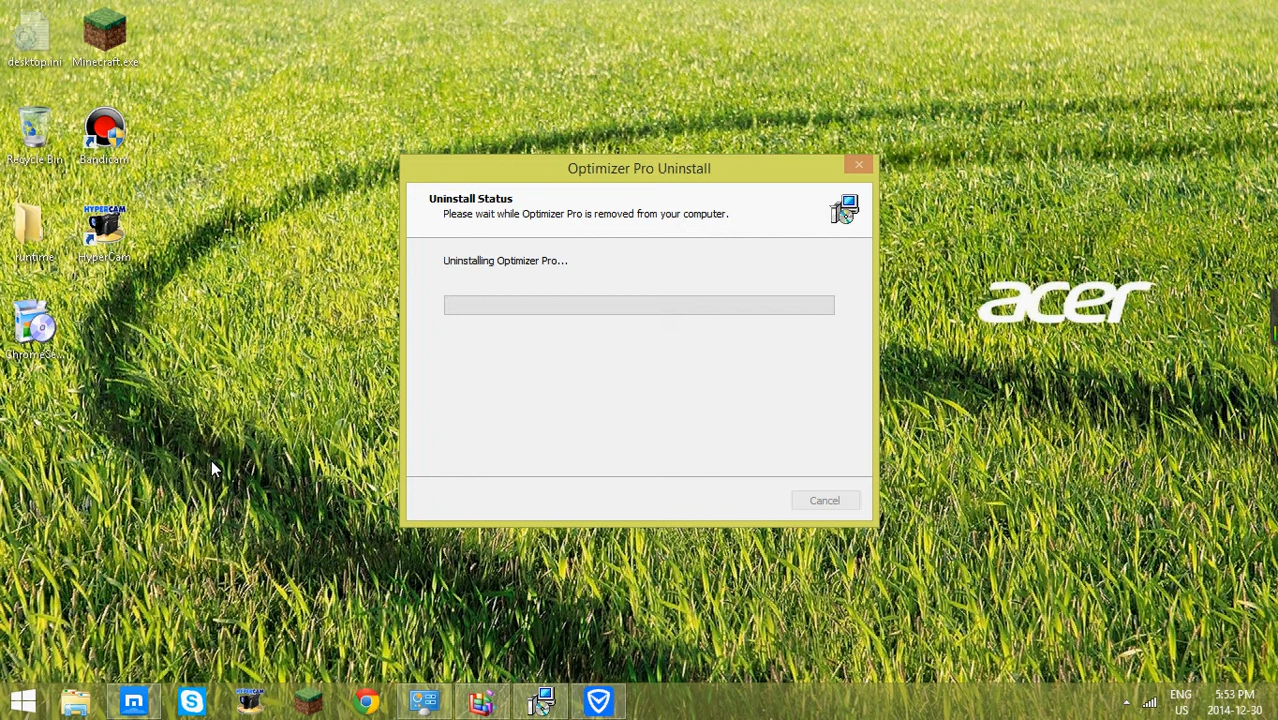 desktop.ini
Minecraft.exe
Recycle Bin
Bandicam
runtime
HYPERCAM
HyperCam
ChromeSe...
Optimizer Pro Uninstall
Uninstall Status
Please wait while Optimizer Pro is removed from your computer.
Uninstalling Optimizer Pro...
Cancel
acer
HYPERCAM
ENG
US
5:53 PM
2014-12-30